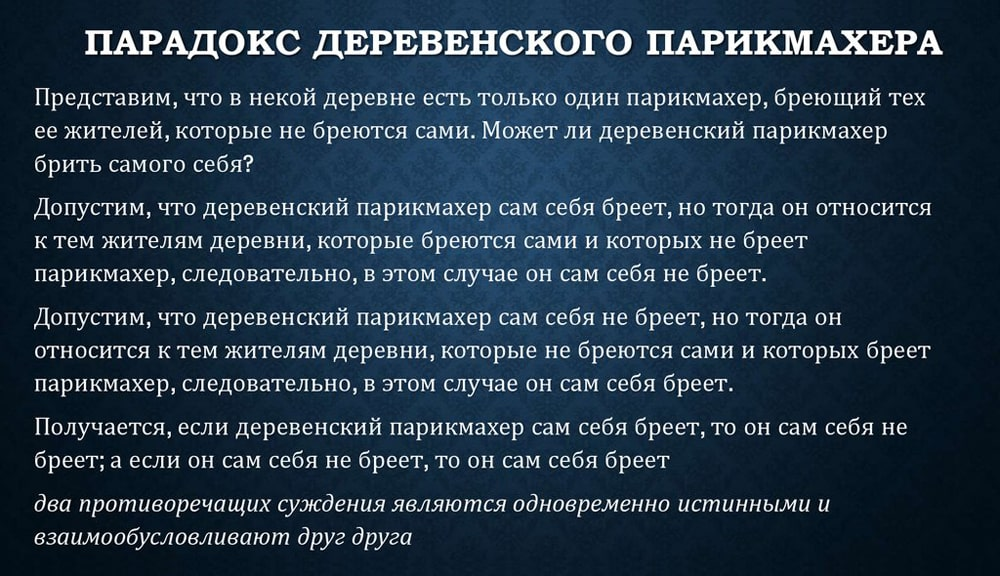 ПАРАДОКС ДЕРЕВЕНСКОГО ПАРИКМАХЕРА
Представим, что в некой деревне есть только один парикмахер, бреющий тех
ее жителей, которые не бреются сами. Может ли деревенский парикмахер
брить самого себя?
Допустим, что деревенский парикмахер сам себя бреет, но тогда он относится
к тем жителям деревни, которые бреются сами и которых не бреет
парикмахер, следовательно, в этом случае он сам себя не бреет.
Допустим, что деревенский парикмахер сам себя не бреет, но тогда он
относится к тем жителям деревни, которые не бреются сами и которых бреет
парикмахер, следовательно, в этом случае он сам себя бреет.
Получается, если деревенский парикмахер сам себя бреет, то он сам себя не
бреет; а если он сам себя не бреет, то он сам себя бреет
два противоречащих суждения являются одновременно истинными и
взаимообусловливают друг друга